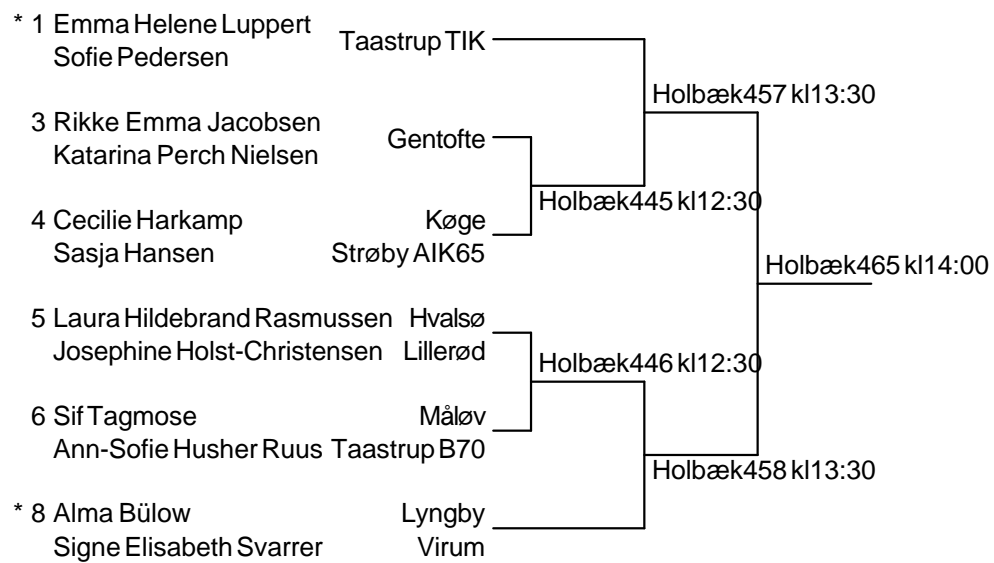 * 1 Emma Helene Luppert Taastrup TIK
Sofie Pedersen
Holbæk457 kl13:30
3 Rikke Emma Jacobsen Gentofte
Katarina Perch Nielsen
Holbæk445 kl12:30
4 Cecilie Harkamp Køge
Sasja Hansen Strøby AIK65
Holbæk465 kl14:00
5 Laura Hildebrand Rasmussen Hvalsø
Josephine Holst-Christensen Lillerød
Holbæk446 kl12:30
6 Sif Tagmose Måløv
Ann-Sofie Husher Ruus Taastrup B70
Holbæk458 kl13:30
* 8 Alma Bülow Lyngby
Signe Elisabeth Svarrer Virum